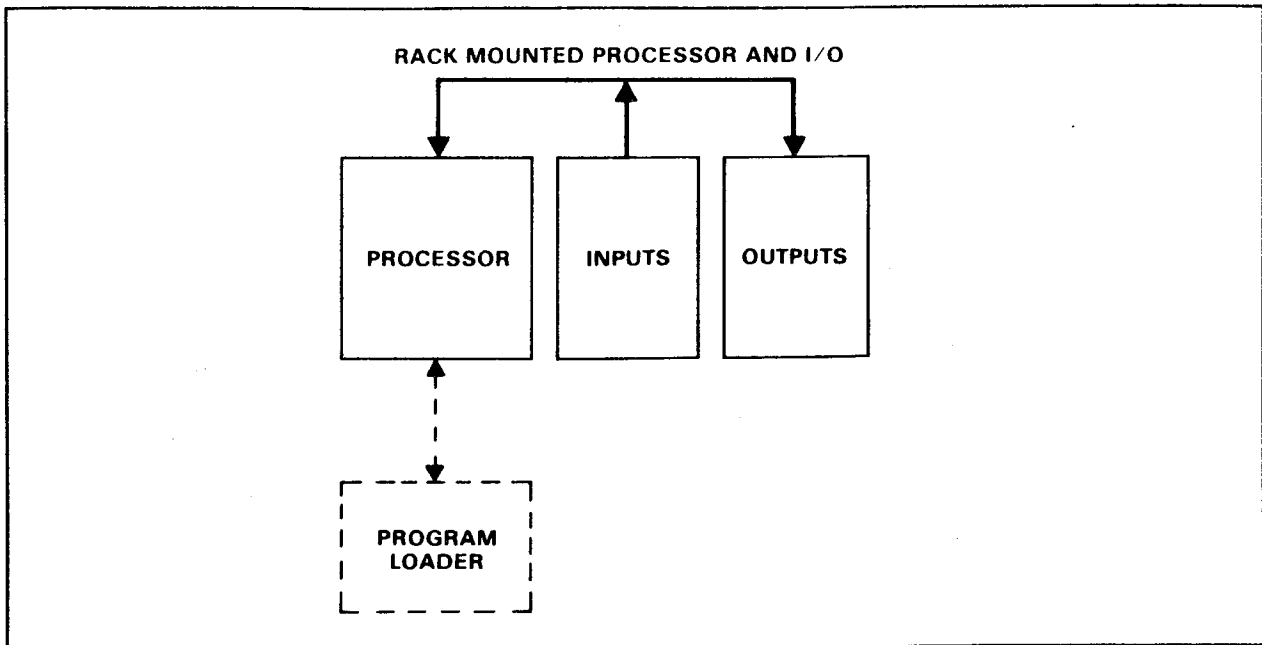 RACK MOUNTED PROCESSOR AND I/O
PROCESSOR
INPUTS
OUTPUTS
PROGRAM
LOADER